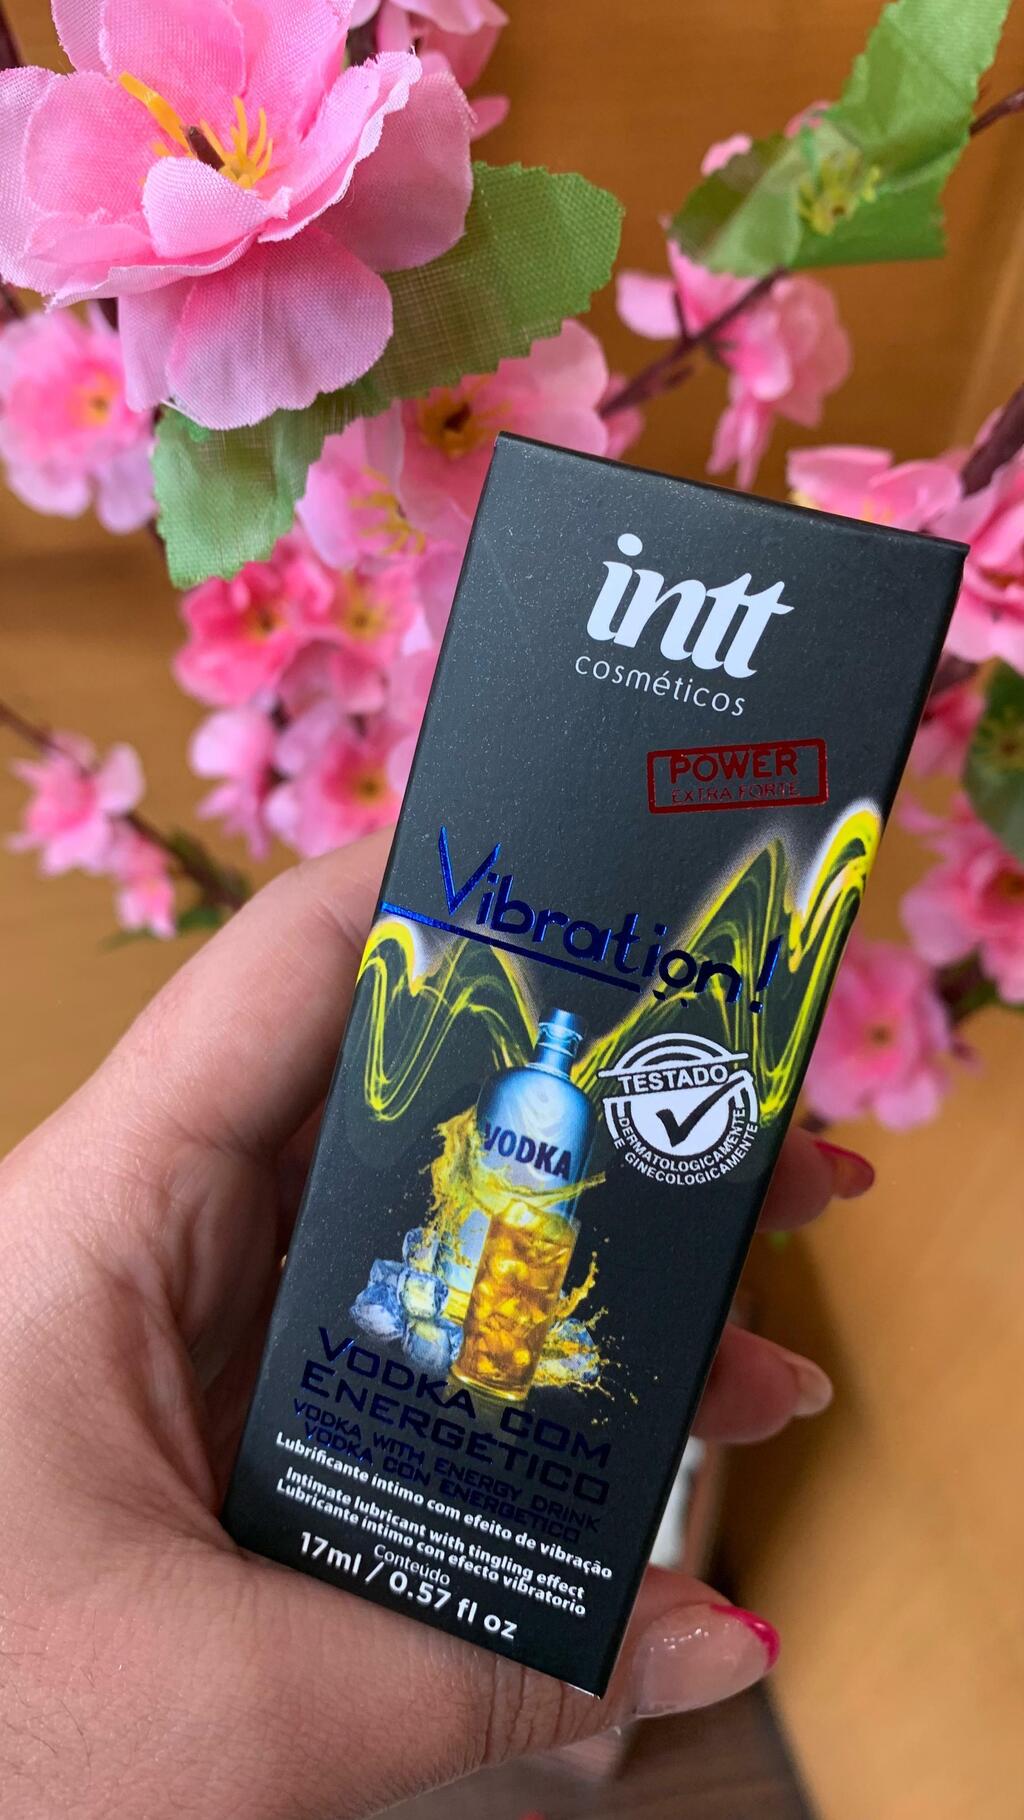 intt
cosméticos
POWER
EXTRA FORTE
Vibration!
TESTADO
DERMATOLOGICAMENTE
E GINECOLOGICAMENTE
VODKA
VODKA COM
ENERGÉTICO
VODKA WITH ENERGY DRINK
VODKA CON ENERGETICO
Lubrificante íntimo com efeito de vibração
Intimate lubricant with tingling effect
Lubricante íntimo con efecto vibratorio
Conteúdo
17ml / 0.57 fl oz